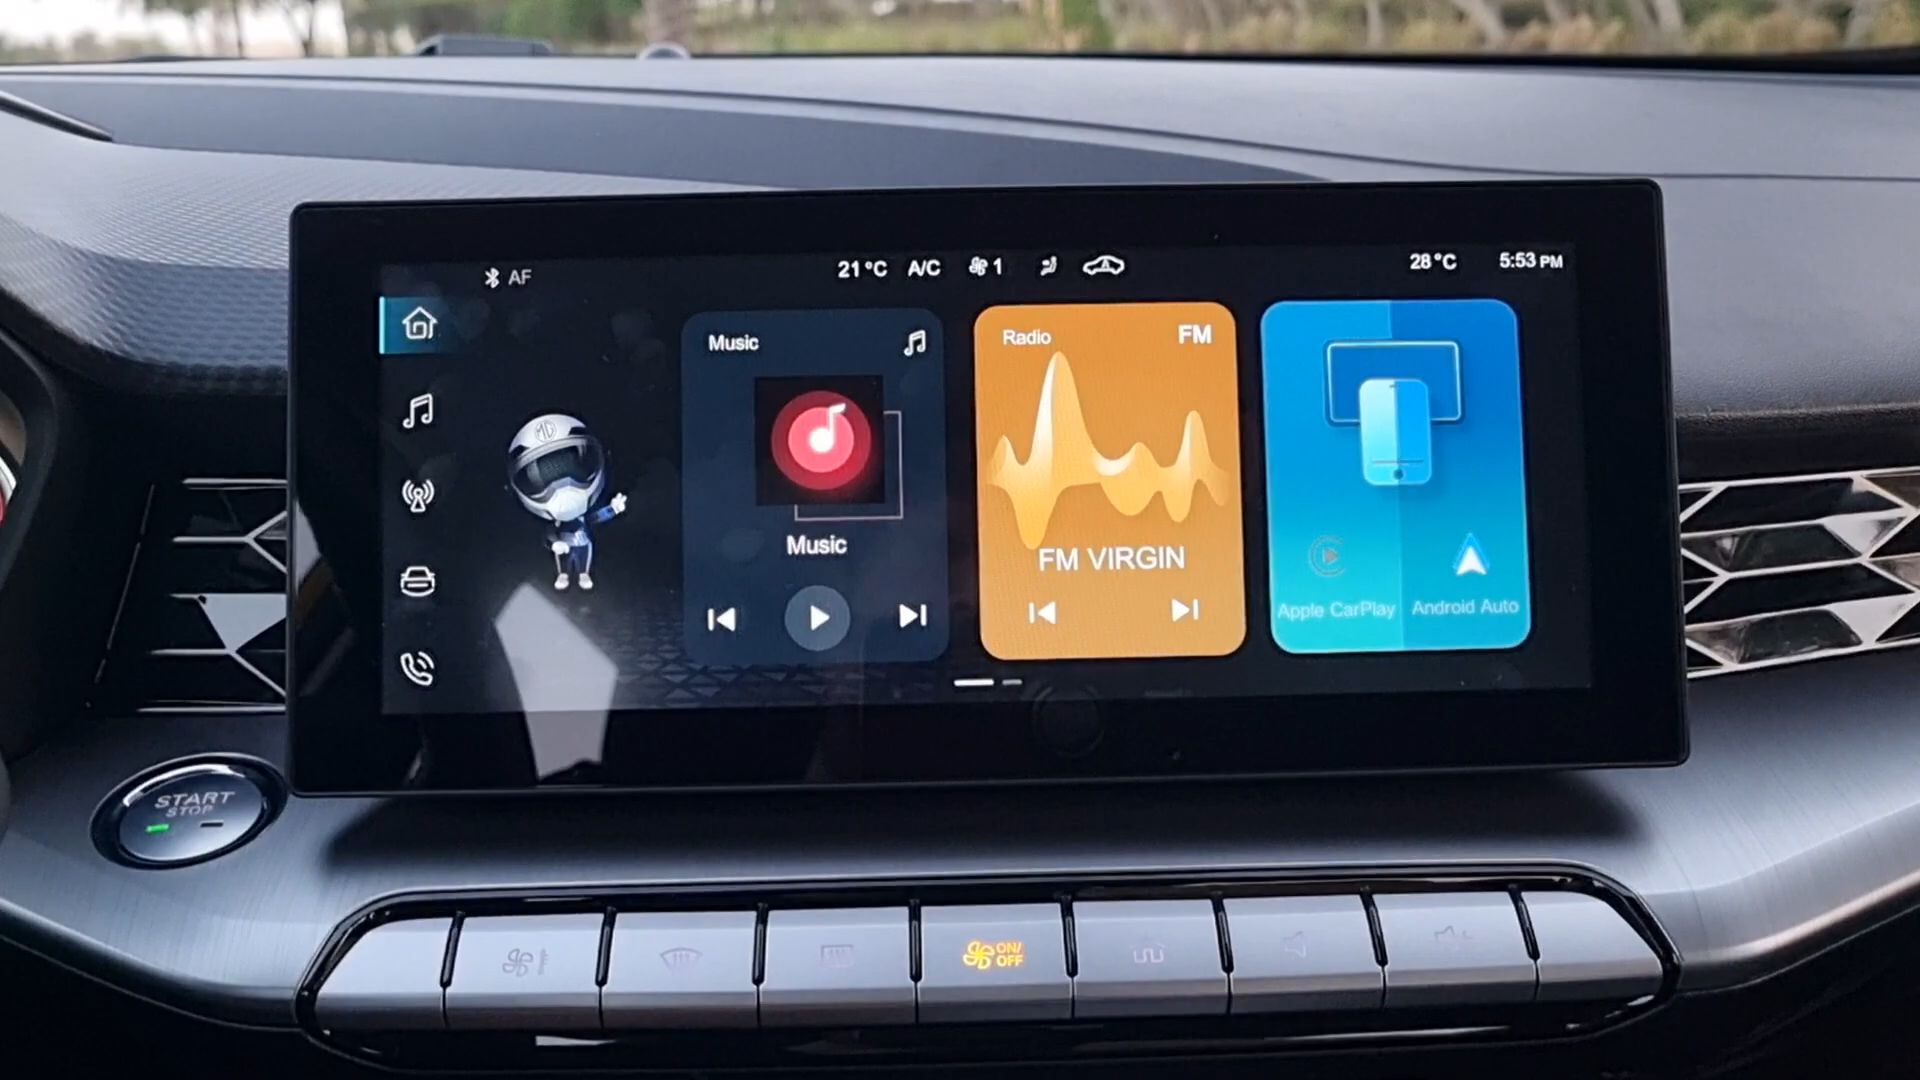 AF
21°C A/C 1
28°C 5:53 PM
Music
Radio FM
MG
Music
FM VIRGIN
Apple CarPlay Android Auto
START
STOP
ON/
OFF